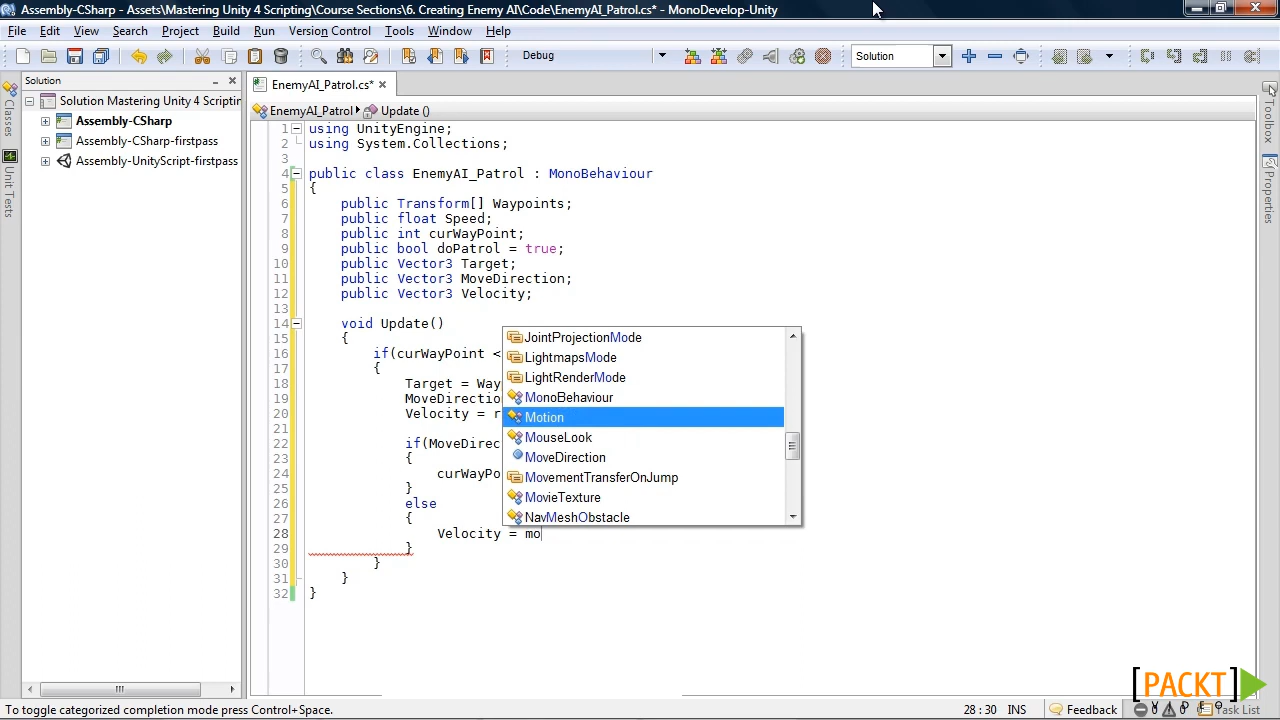 Assembly-CSharp - Assets\Mastering Unity 4 Scripting\Course Sections\6. Creating Enemy AI\Code\EnemyAI_Patrol.cs* - MonoDevelop-Unity
File Edit View Search Project Build Run Version Control Tools Window Help
Debug Solution
Solution
EnemyAI_Patrol.cs*
Classes
Unit Tests
Toolbox
Properties
Solution Mastering Unity 4 Scriptin
Assembly-CSharp
Assembly-CSharp-firstpass
Assembly-UnityScript-firstpass
EnemyAI_Patrol Update ()
1 using UnityEngine;
2 using System.Collections;
3
4 public class EnemyAI_Patrol : MonoBehaviour
5 {
6 public Transform[] Waypoints;
7 public float Speed;
8 public int curWayPoint;
9 public bool doPatrol = true;
10 public Vector3 Target;
11 public Vector3 MoveDirection;
12 public Vector3 Velocity;
13
14 void Update()
15 {
16 if(curWayPoint <
17 {
18 Target = Way
19 MoveDirection
20 Velocity = r
21
22 if(MoveDirec
23 {
24 curWayPo
25 }
26 else
27 {
28 Velocity = mo
29 }
30 }
31 }
32 }
JointProjectionMode
LightmapsMode
LightRenderMode
MonoBehaviour
Motion
MouseLook
MoveDirection
MovementTransferOnJump
MovieTexture
NavMeshObstacle
[PACKT]
To toggle categorized completion mode press Control+Space.
28 : 30 INS Feedback Task List